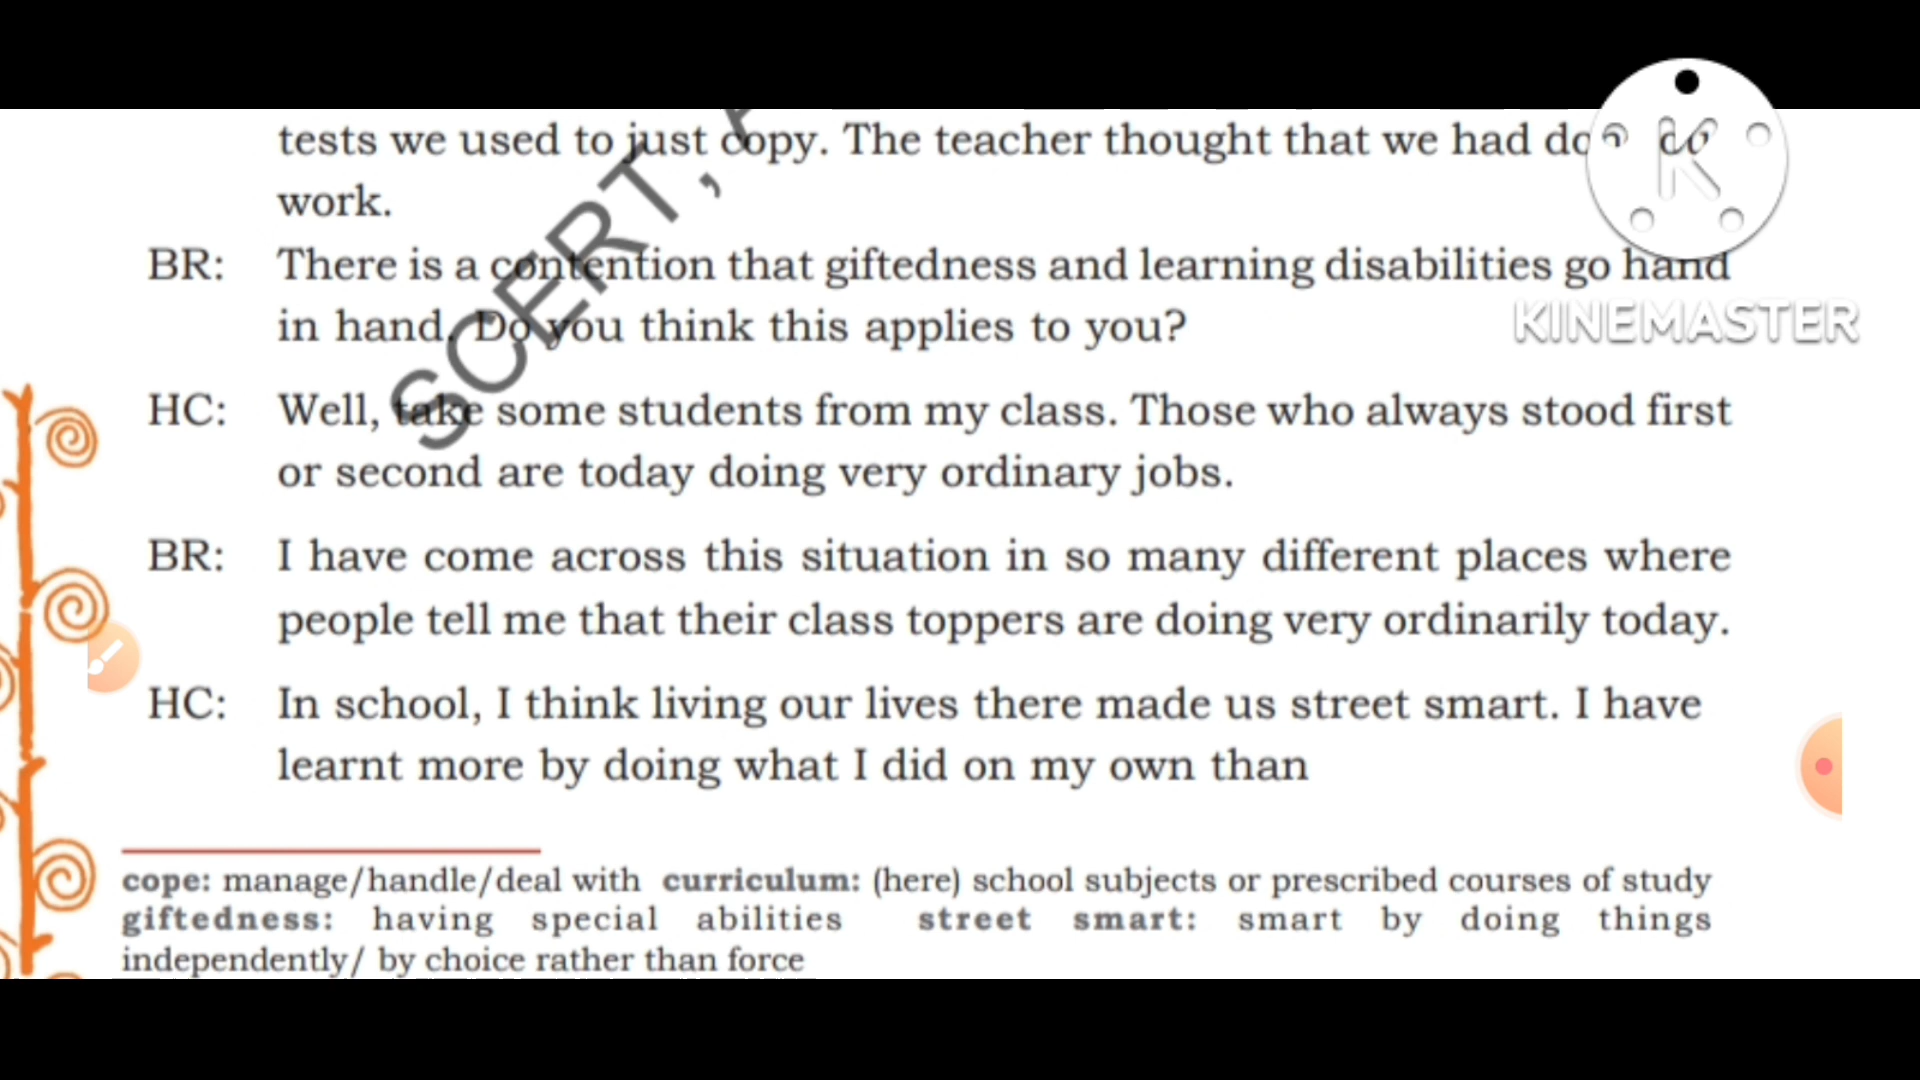 tests we used to just copy. The teacher thought that we had
work.
BR: There is a contention that giftedness and learning disabilities go hand
in hand. Do you think this applies to you?
HC: Well, take some students from my class. Those who always stood first
or second are today doing very ordinary jobs.
BR: I have come across this situation in so many different places where
people tell me that their class toppers are doing very ordinarily today.
HC: In school, I think living our lives there made us street smart. I have
learnt more by doing what I did on my own than
cope: manage/handle/deal with curriculum: (here) school subjects or prescribed courses of study
giftedness: having special abilities street smart: smart by doing things
independently/ by choice rather than force
SCERT,
K
KINEMASTER